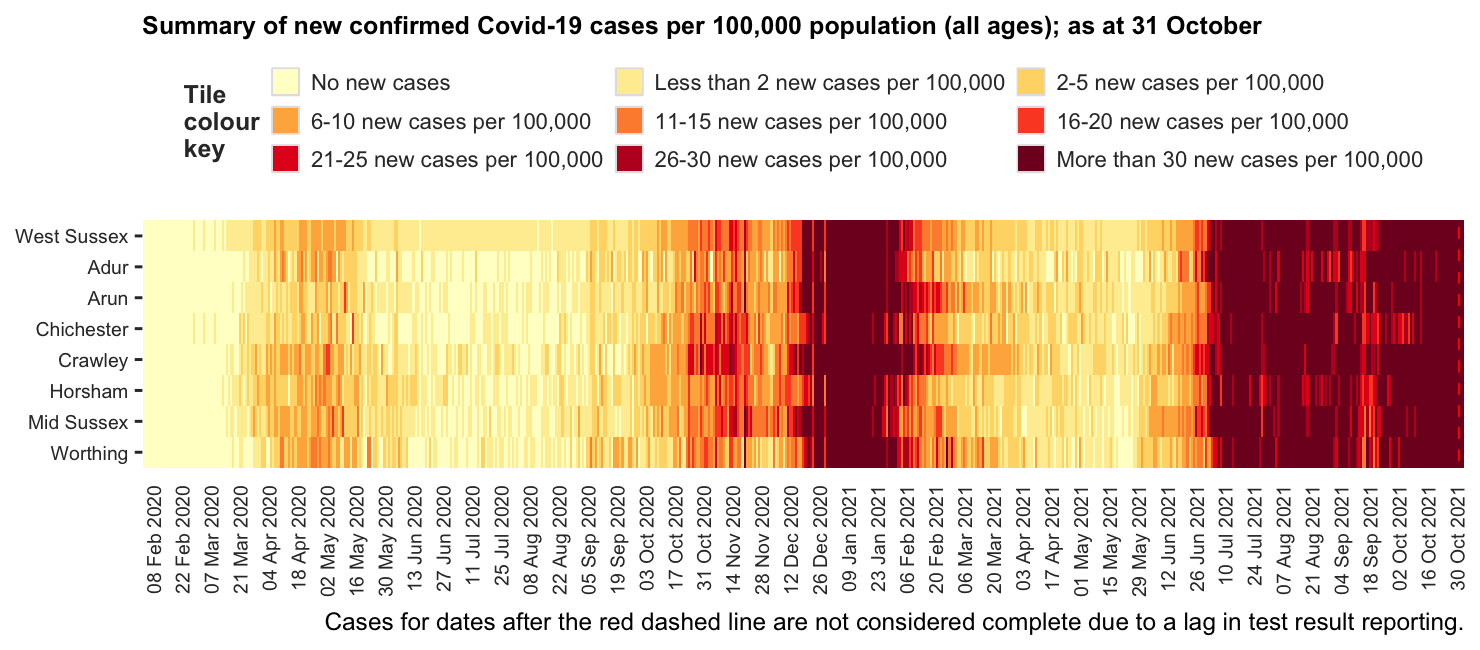 Summary of new confirmed Covid-19 cases per 100,000 population (all ages); as at 31 October
Tile
colour
key
No new cases
Less than 2 new cases per 100,000
2-5 new cases per 100,000
6-10 new cases per 100,000
11-15 new cases per 100,000
16-20 new cases per 100,000
21-25 new cases per 100,000
26-30 new cases per 100,000
More than 30 new cases per 100,000
West Sussex
Adur
Arun
Chichester
Crawley
Horsham
Mid Sussex
Worthing
08 Feb 2020
22 Feb 2020
07 Mar 2020
21 Mar 2020
04 Apr 2020
18 Apr 2020
02 May 2020
16 May 2020
30 May 2020
13 Jun 2020
27 Jun 2020
11 Jul 2020
25 Jul 2020
08 Aug 2020
22 Aug 2020
05 Sep 2020
19 Sep 2020
03 Oct 2020
17 Oct 2020
31 Oct 2020
14 Nov 2020
28 Nov 2020
12 Dec 2020
26 Dec 2020
09 Jan 2021
23 Jan 2021
06 Feb 2021
20 Feb 2021
06 Mar 2021
20 Mar 2021
03 Apr 2021
17 Apr 2021
01 May 2021
15 May 2021
29 May 2021
12 Jun 2021
26 Jun 2021
10 Jul 2021
24 Jul 2021
07 Aug 2021
21 Aug 2021
04 Sep 2021
18 Sep 2021
02 Oct 2021
16 Oct 2021
30 Oct 2021
Cases for dates after the red dashed line are not considered complete due to a lag in test result reporting.